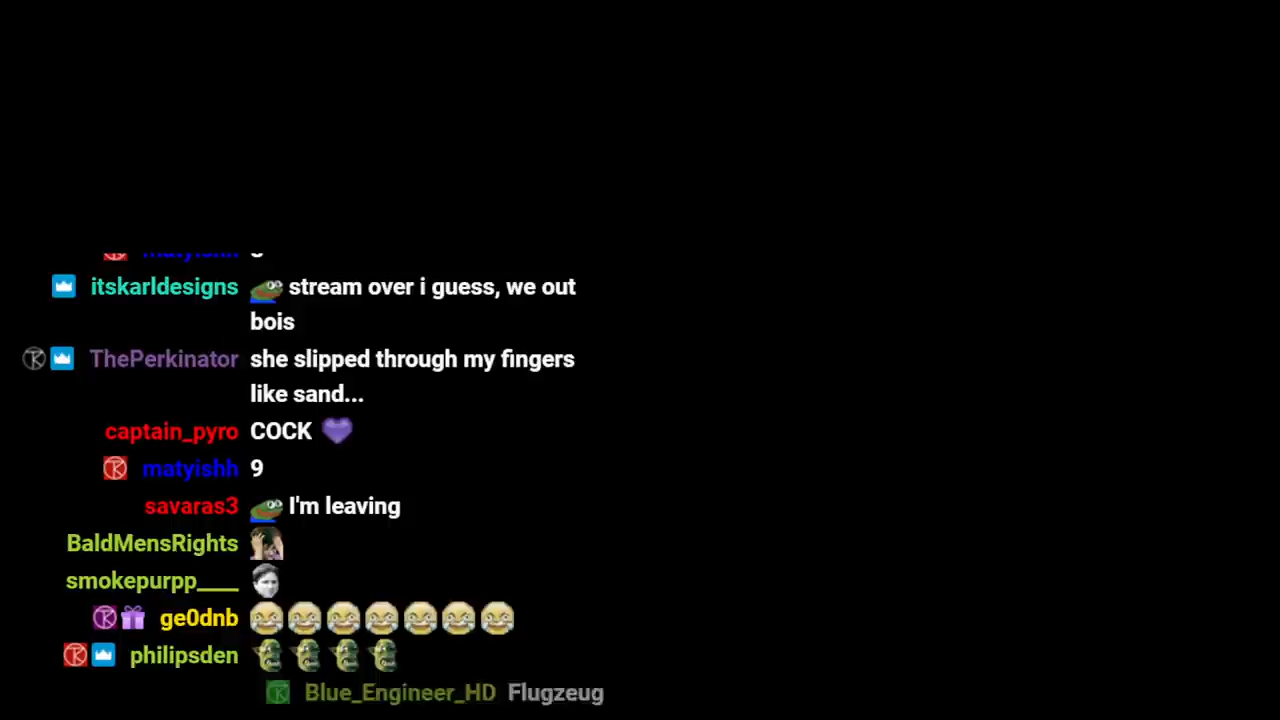 itskarldesigns stream over i guess, we out
bois
ThePerkinator she slipped through my fingers
like sand...
captain_pyro COCK
matyishh 9
savaras3 I'm leaving
BaldMensRights
smokepurpp____
ge0dnb
philipsden
Blue_Engineer_HD Flugzeug